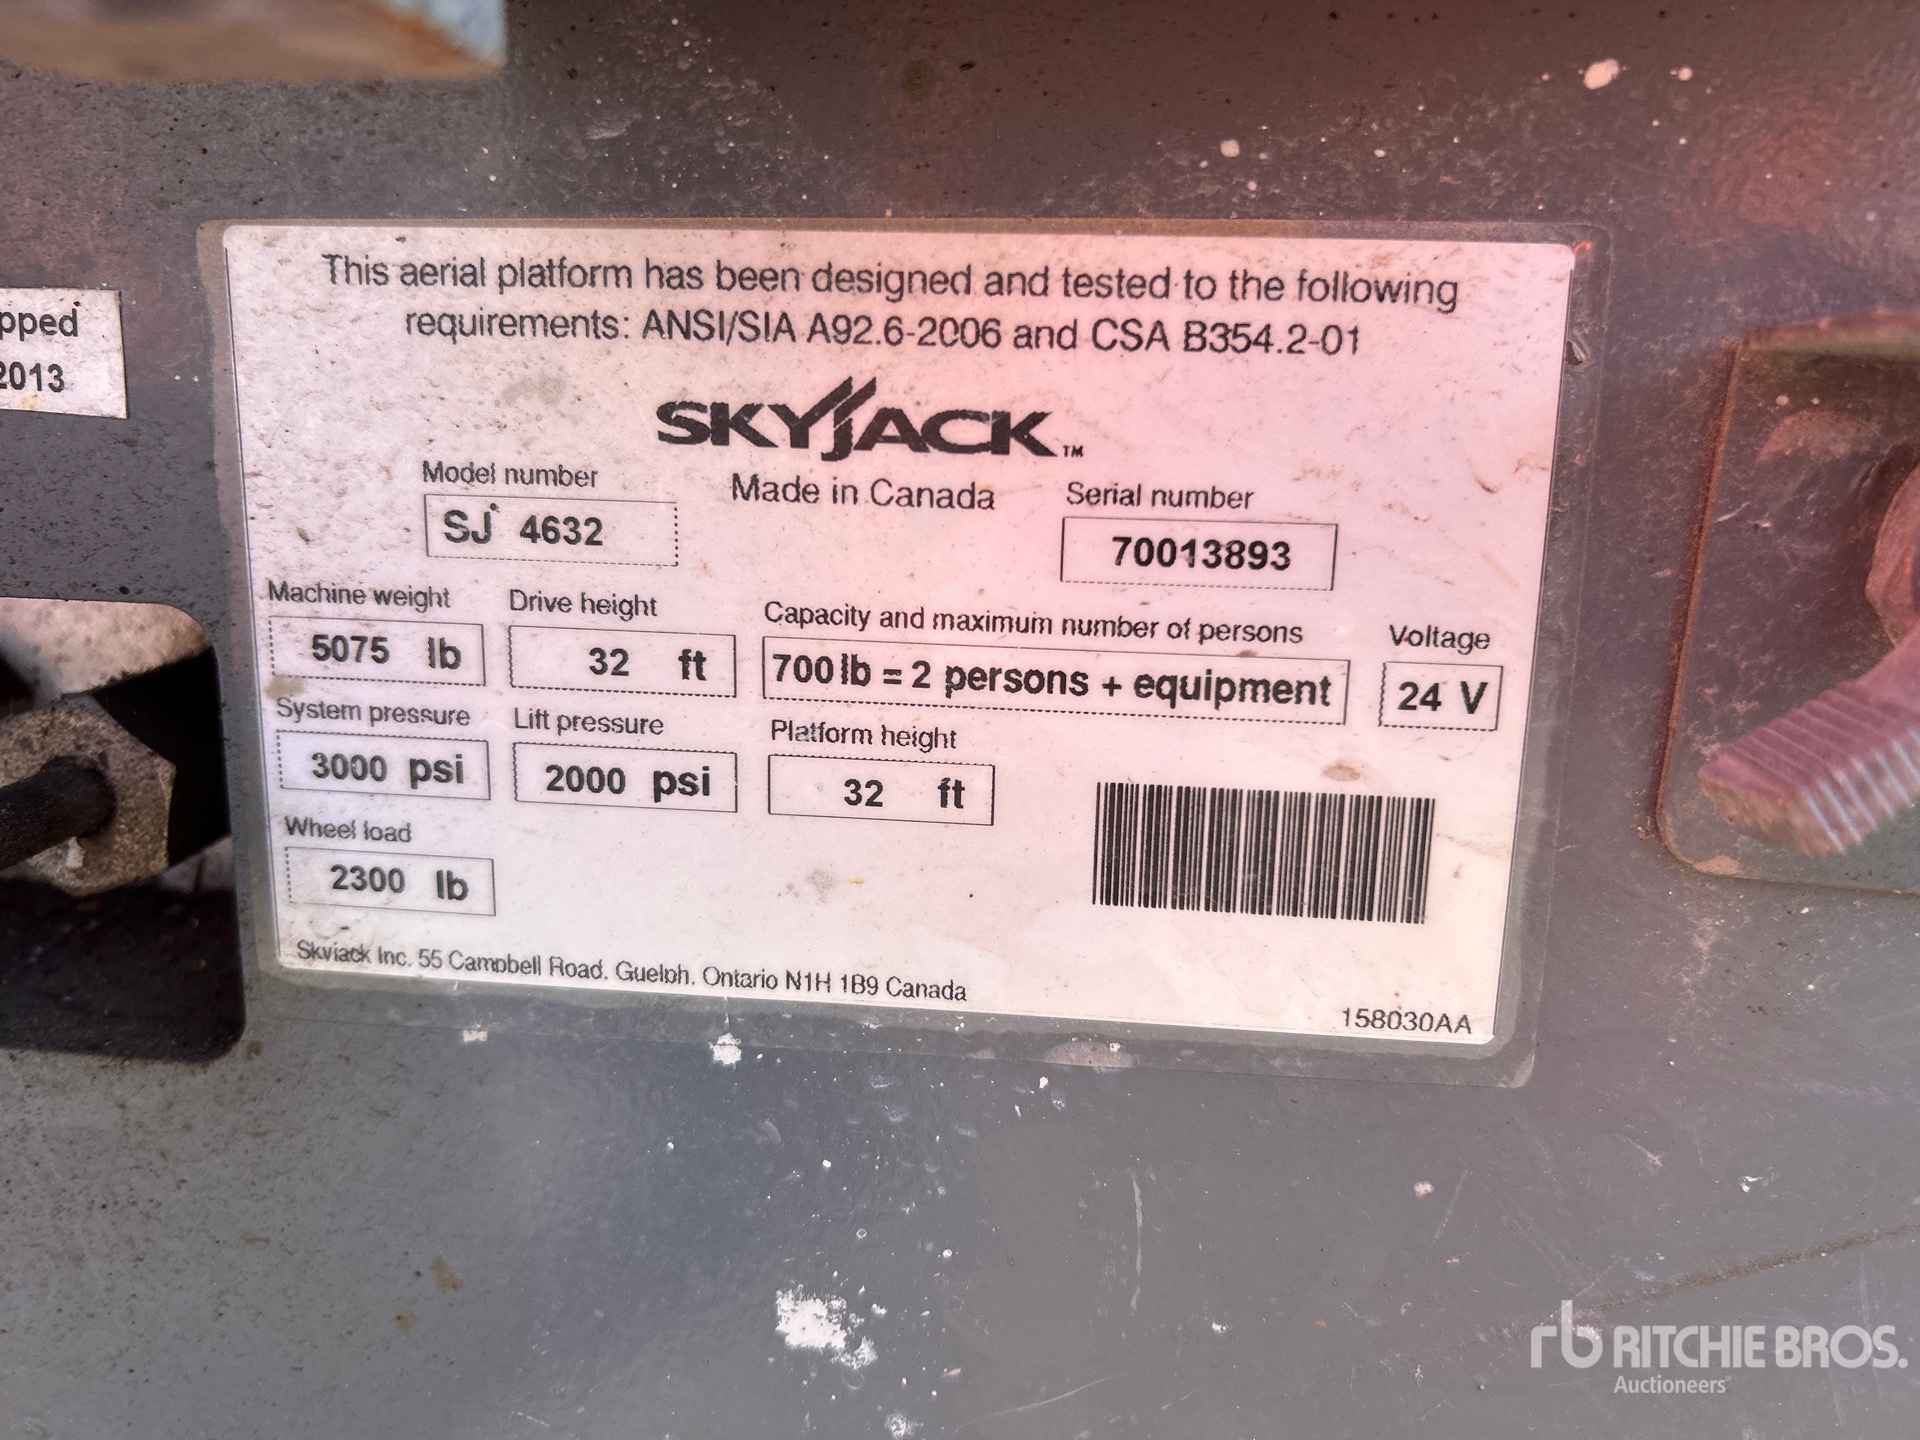 This aerial platform has been designed and tested to the following
requirements: ANSI/SIA A92.6-2006 and CSA B354.2-01
pped
2013
SKYJACK™
Model number
Made in Canada
Serial number
SJ 4632
70013893
Machine weight
Drive height
Capacity and maximum number of persons
Voltage
5075 lb
32 ft
700 lb = 2 persons + equipment
24 V
System pressure
Lift pressure
Platform height
3000 psi
2000 psi
32 ft
Wheel load
2300 lb
Skyjack Inc. 55 Campbell Road. Guelph. Ontario N1H 1B9 Canada
158030AA
rb RITCHIE BROS.
Auctioneers